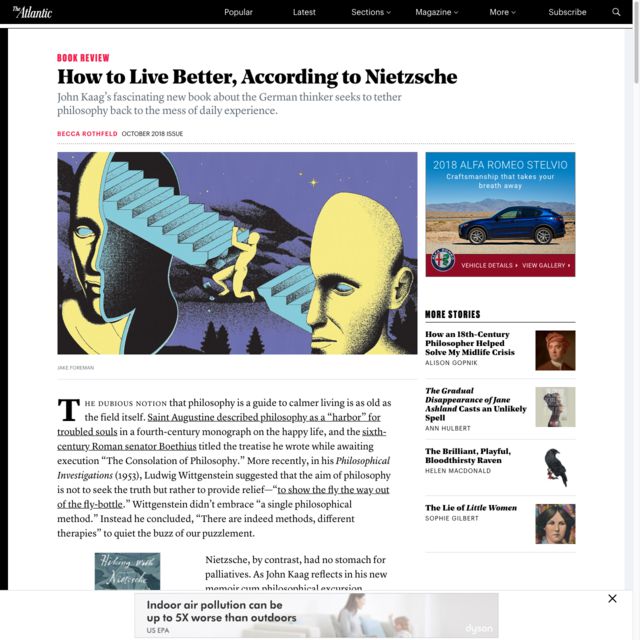 The Atlantic
Popular
Latest
Sections
Magazine
More
Subscribe
BOOK REVIEW
How to Live Better, According to Nietzsche
John Kaag's fascinating new book about the German thinker seeks to tether
philosophy back to the mess of daily experience.
BECCA ROTHFELD OCTOBER 2018 ISSUE
JAKE FOREMAN
THE DUBIOUS NOTION that philosophy is a guide to calmer living is as old as
the field itself. Saint Augustine described philosophy as a “harbor” for
troubled souls in a fourth-century monograph on the happy life, and the sixth-
century Roman senator Boethius titled the treatise he wrote while awaiting
execution “The Consolation of Philosophy.” More recently, in his Philosophical
Investigations (1953), Ludwig Wittgenstein suggested that the aim of philosophy
is not to seek the truth but rather to provide relief—“to show the fly the way out
of the fly-bottle.” Wittgenstein didn’t embrace “a single philosophical
method.” Instead he concluded, “There are indeed methods, different
therapies” to quiet the buzz of our puzzlement.
Hiking with
Nietzsche
Nietzsche, by contrast, had no stomach for
palliatives. As John Kaag reflects in his new
memoir cum philosophical excursion
2018 ALFA ROMEO STELVIO
Craftsmanship that takes your
breath away
VEHICLE DETAILS
VIEW GALLERY
MORE STORIES
How an 18th-Century
Philosopher Helped
Solve My Midlife Crisis
ALISON GOPNIK
The Gradual
Disappearance of Jane
Ashland Casts an Unlikely
Spell
ANN HULBERT
The Brilliant, Playful,
Bloodthirsty Raven
HELEN MACDONALD
The Lie of Little Women
SOPHIE GILBERT
Indoor air pollution can be
up to 5X worse than outdoors
US EPA
dyson